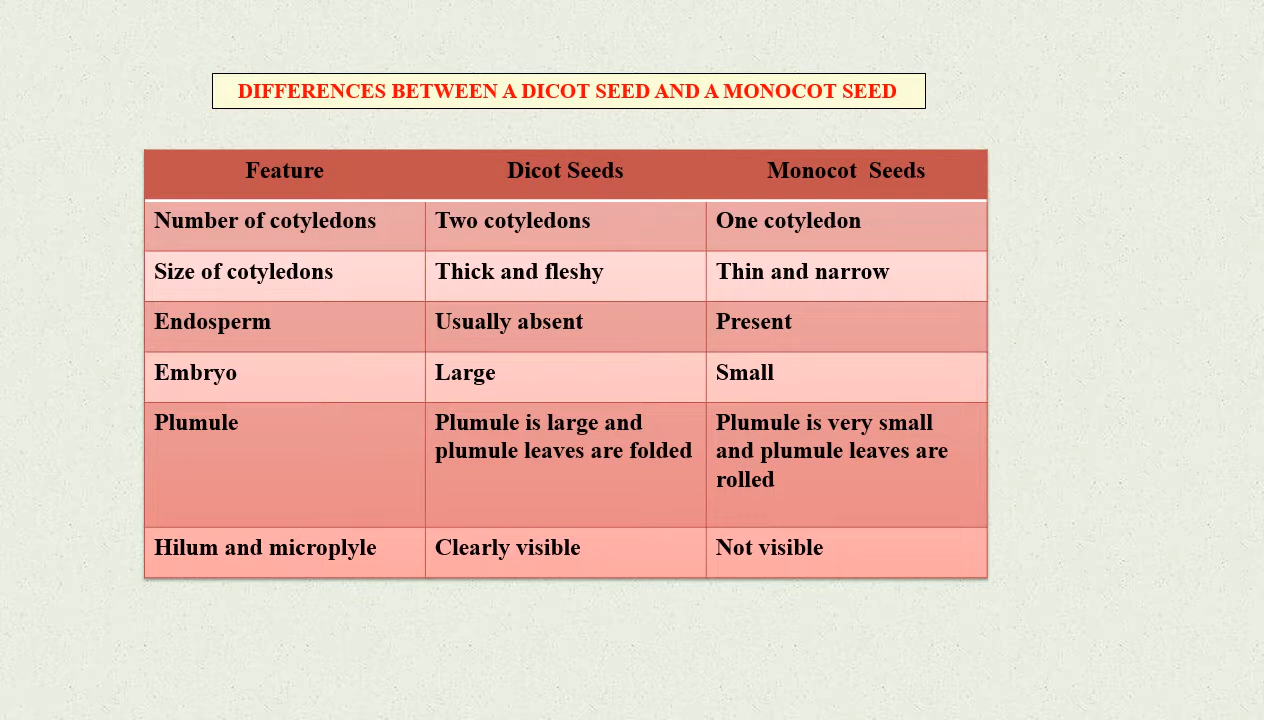 DIFFERENCES BETWEEN A DICOT SEED AND A MONOCOT SEED
Feature Dicot Seeds Monocot  Seeds
Number of cotyledons Two cotyledons One cotyledon
Size of cotyledons Thick and fleshy Thin and narrow
Endosperm Usually absent Present
Embryo Large Small
Plumule Plumule is large and Plumule is very small
plumule leaves are folded and plumule leaves are
rolled
Hilum and microplyle Clearly visible Not visible